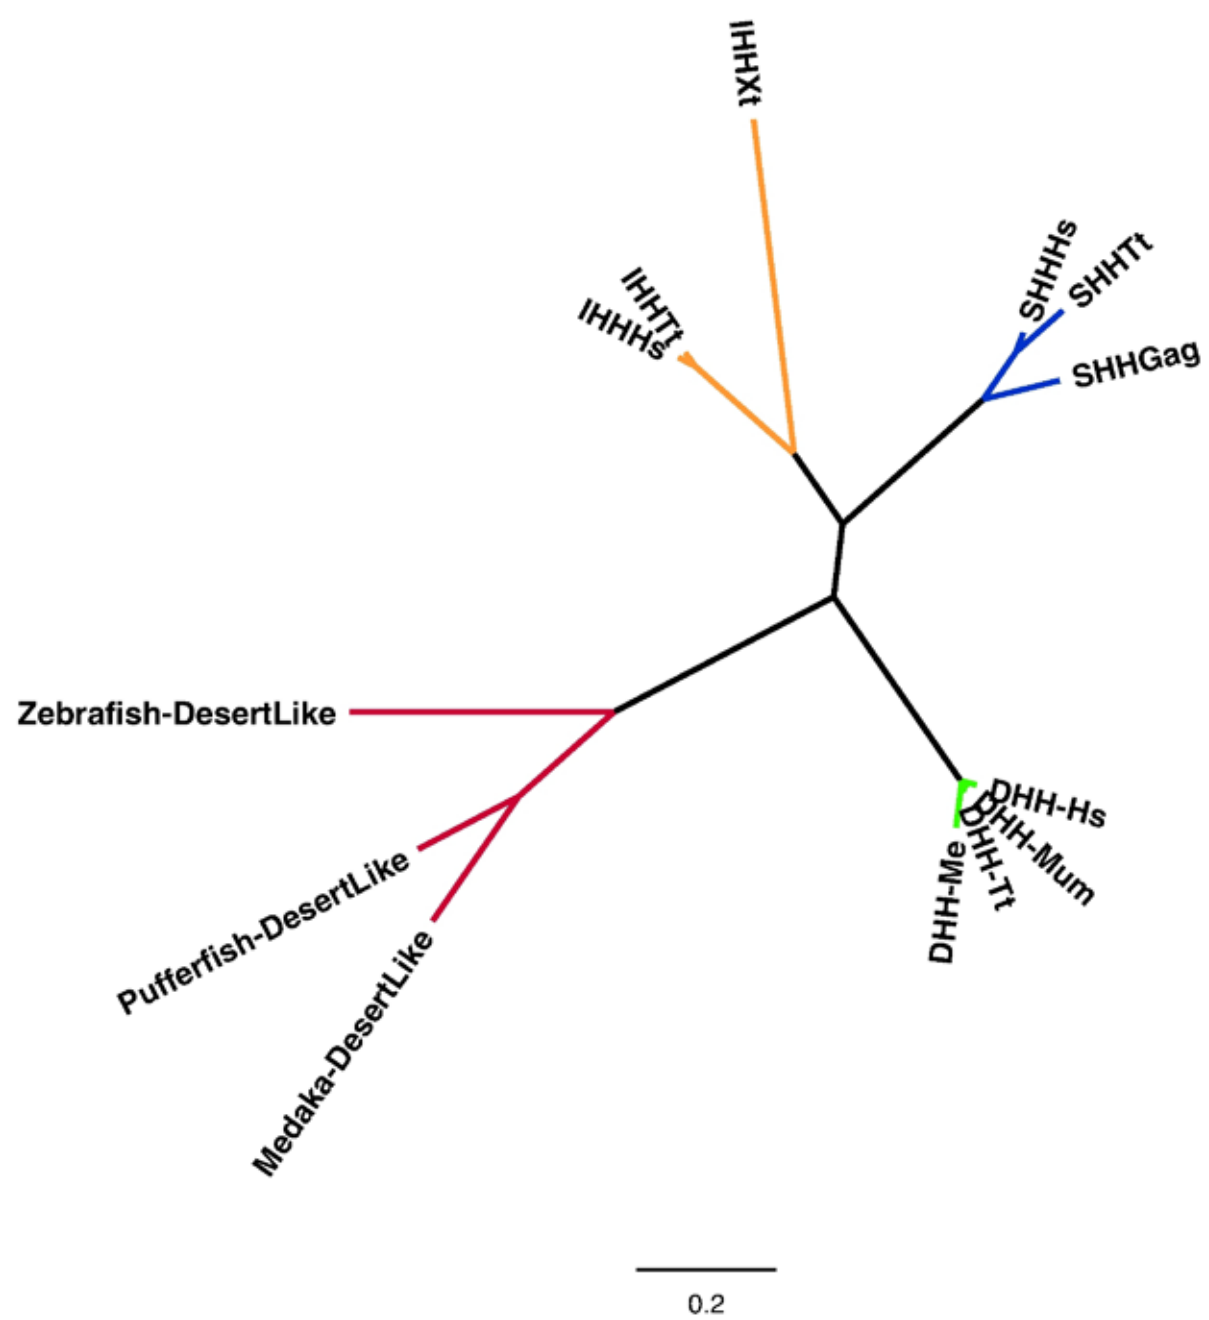 IHHXt
SHHHs
SHHTt
IHHTt
IHHHs
SHHGag
Zebrafish-DesertLike
DHH-Hs
DHH-Mum
DHH-Tt
DHH-Me
Pufferfish-DesertLike
Medaka-DesertLike
0.2